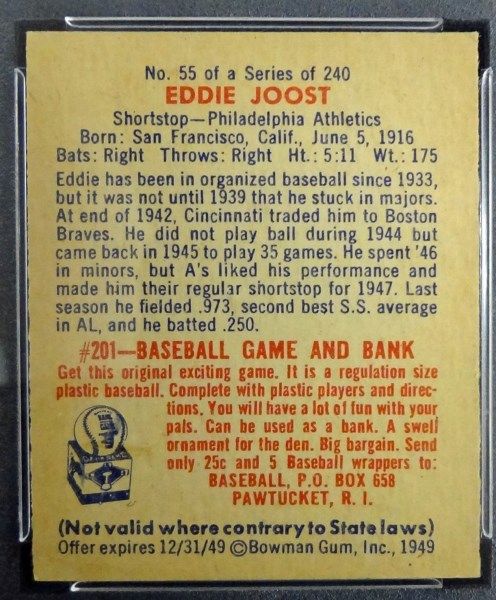 No. 55 of a Series of 240
EDDIE JOOST
Shortstop—Philadelphia Athletics
Born: San Francisco, Calif., June 5, 1916
Bats: Right Throws: Right Ht.: 5:11 Wt.: 175
Eddie has been in organized baseball since 1933,
but it was not until 1939 that he stuck in majors.
At end of 1942, Cincinnati traded him to Boston
Braves. He did not play ball during 1944 but
came back in 1945 to play 35 games. He spent '46
in minors, but A's liked his performance and
made him their regular shortstop for 1947. Last
season he fielded .973, second best S.S. average
in AL, and he batted .250.
#201—BASEBALL GAME AND BANK
Get this original exciting game. It is a regulation size
plastic baseball. Complete with plastic players and direc-
tions. You will have a lot of fun with your
pals. Can be used as a bank. A swell
ornament for the den. Big bargain. Send
only 25c and 5 Baseball wrappers to:
BASEBALL, P.O. BOX 658
PAWTUCKET, R. I.
(Not valid where contrary to State laws)
Offer expires 12/31/49 ©Bowman Gum, Inc., 1949